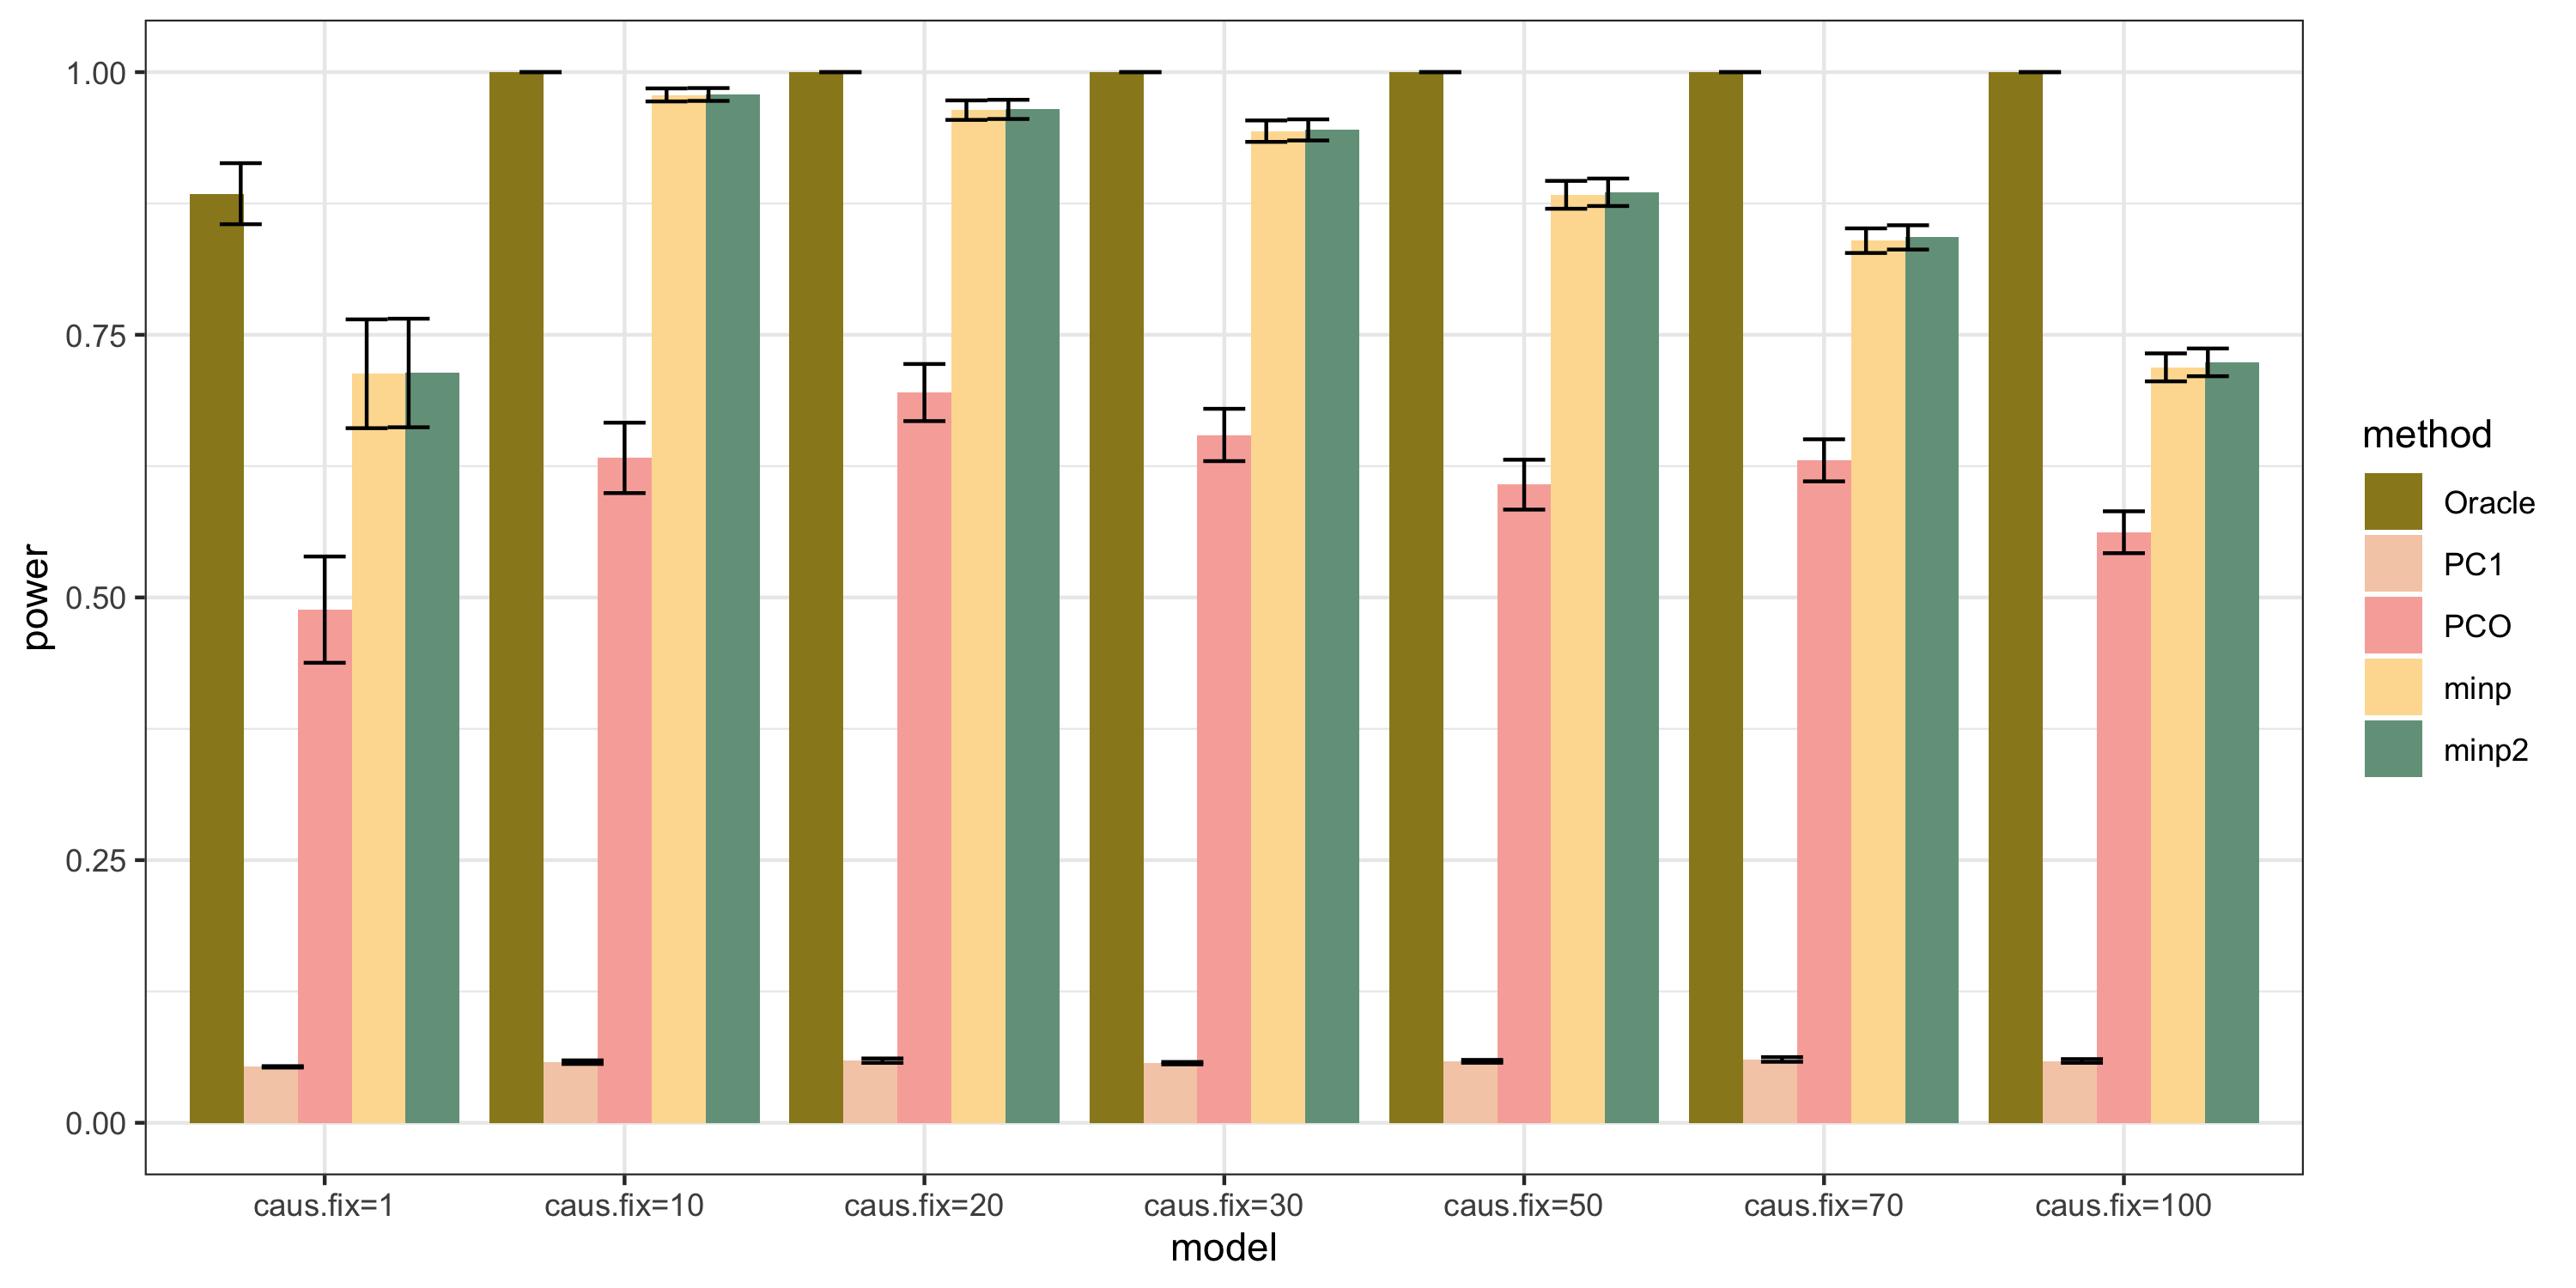 1.00
0.75
0.50
0.25
0.00
power
caus.fix=1
caus.fix=10
caus.fix=20
caus.fix=30
caus.fix=50
caus.fix=70
caus.fix=100
model
method
Oracle
PC1
PCO
minp
minp2